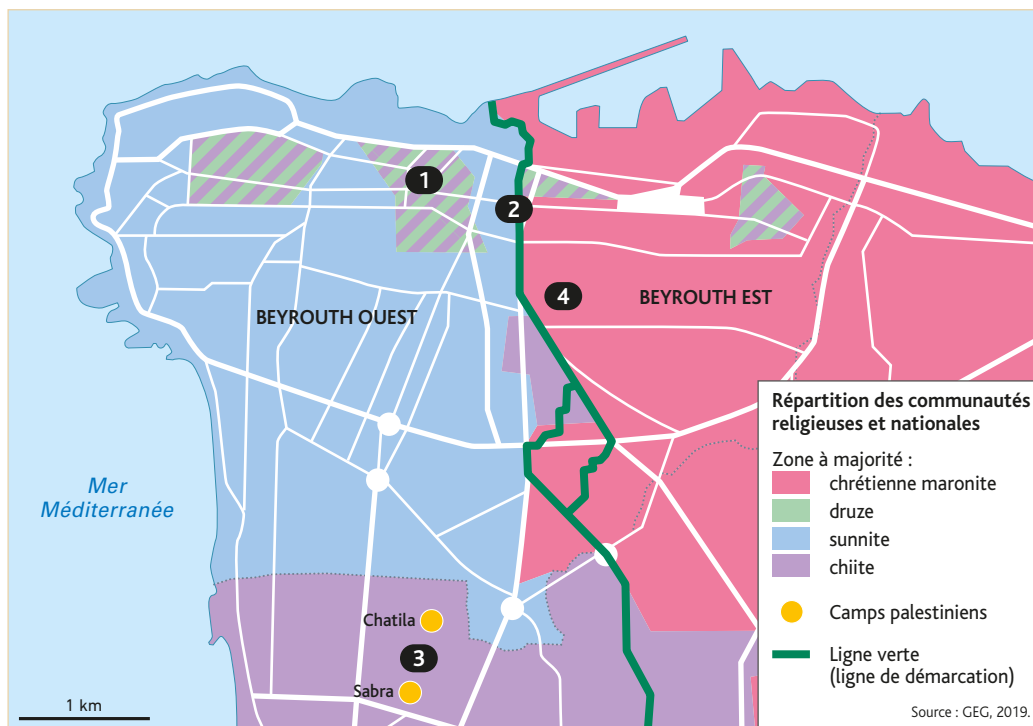 1
2
4
BEYROUTH OUEST
BEYROUTH EST
Mer
Méditerranée
Chatila
3
Sabra
1 km
Répartition des communautés
religieuses et nationales
Zone à majorité :
chrétienne maronite
druze
sunnite
chiite
Camps palestiniens
Ligne verte
(ligne de démarcation)
Source : GEG, 2019.